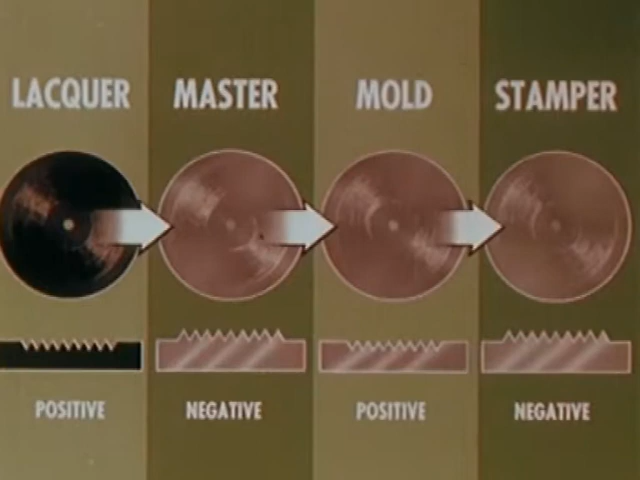 LACQUER
MASTER
MOLD
STAMPER
POSITIVE
NEGATIVE
POSITIVE
NEGATIVE